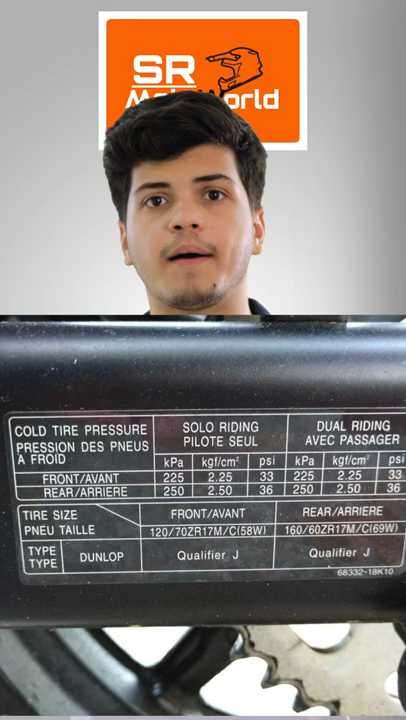 SR
MotoWorld
COLD TIRE PRESSURE
PRESSION DES PNEUS
A FROID
SOLO RIDING
PILOTE SEUL
DUAL RIDING
AVEC PASSAGER
kPa kgf/cm² psi kPa kgf/cm² psi
FRONT/AVANT 225 2.25 33 225 2.25 33
REAR/ARRIERE 250 2.50 36 250 2.50 36
TIRE SIZE
PNEU TAILLE
FRONT/AVANT REAR/ARRIERE
120/70ZR17M/C(58W) 160/60ZR17M/C(69W)
TYPE
TYPE
DUNLOP Qualifier J Qualifier J
68332-18K10